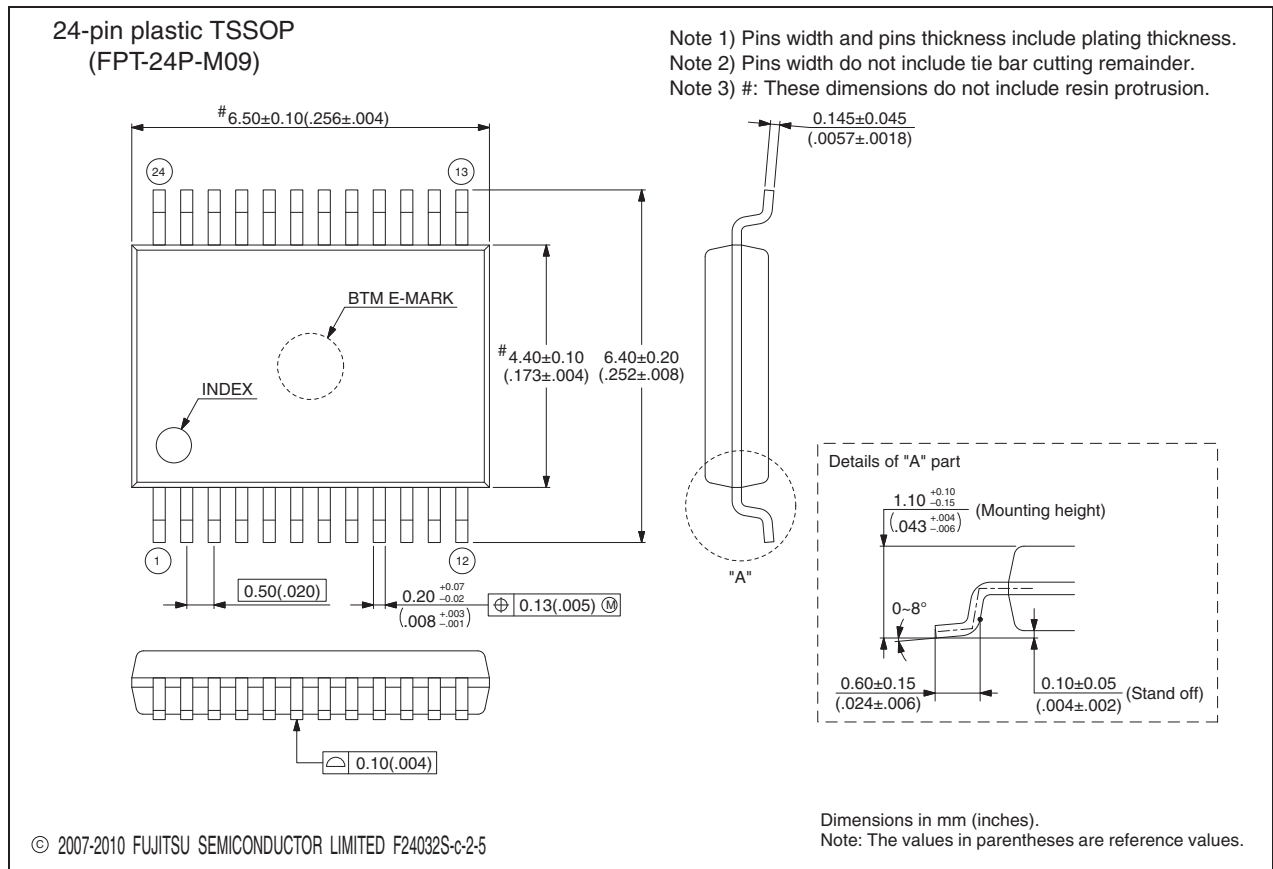 24-pin plastic TSSOP
(FPT-24P-M09)
Note 1) Pins width and pins thickness include plating thickness.
Note 2) Pins width do not include tie bar cutting remainder.
Note 3) #: These dimensions do not include resin protrusion.
#6.50±0.10(.256±.004)
0.145±0.045
(.0057±.0018)
24
13
BTM E-MARK
INDEX
#4.40±0.10
(.173±.004)
6.40±0.20
(.252±.008)
1
12
0.50(.020)
0.20 +0.07 −0.02
(.008 +.003 −.001)
⌖ 0.13(.005) Ⓜ
"A"
Details of "A" part
1.10 +0.10 −0.15
(.043 +.004 −.006)
(Mounting height)
0~8°
0.60±0.15
(.024±.006)
0.10±0.05
(.004±.002)
(Stand off)
⌓ 0.10(.004)
Dimensions in mm (inches).
Note: The values in parentheses are reference values.
© 2007-2010 FUJITSU SEMICONDUCTOR LIMITED F24032S-c-2-5